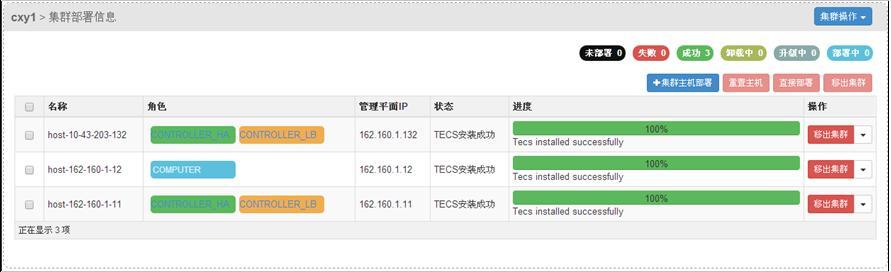 cxy1 > 集群部署信息 集群操作
未部署 0 失败 0 成功 3 卸载中 0 升级中 0 部署中 0
+集群主机部署 重置主机 直接部署 移出集群
名称 角色 管理平面IP 状态 进度 操作
host-10-43-203-132 CONTROLLER_HA CONTROLLER_LB 162.160.1.132 TECS安装成功 100% 移出集群
Tecs installed successfully
host-162-160-1-12 COMPUTER 162.160.1.12 TECS安装成功 100% 移出集群
Tecs installed successfully
host-162-160-1-11 CONTROLLER_HA CONTROLLER_LB 162.160.1.11 TECS安装成功 100% 移出集群
Tecs installed successfully
正在显示 3 项